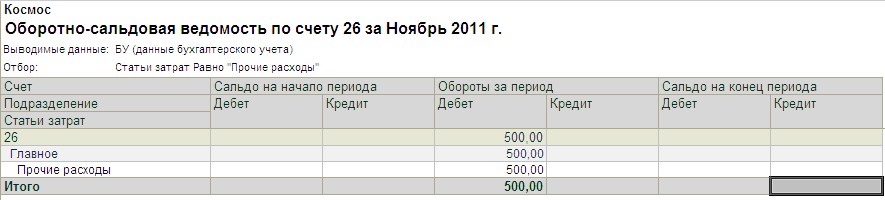 Космос
Оборотно-сальдовая ведомость по счету 26 за Ноябрь 2011 г.
Выводимые данные: БУ (данные бухгалтерского учета)
Отбор: Статьи затрат Равно "Прочие расходы"
Счет Сальдо на начало периода Обороты за период Сальдо на конец периода
Подразделение Дебет Кредит Дебет Кредит Дебет Кредит
Статьи затрат
26 500,00
Главное 500,00
Прочие расходы 500,00
Итого 500,00